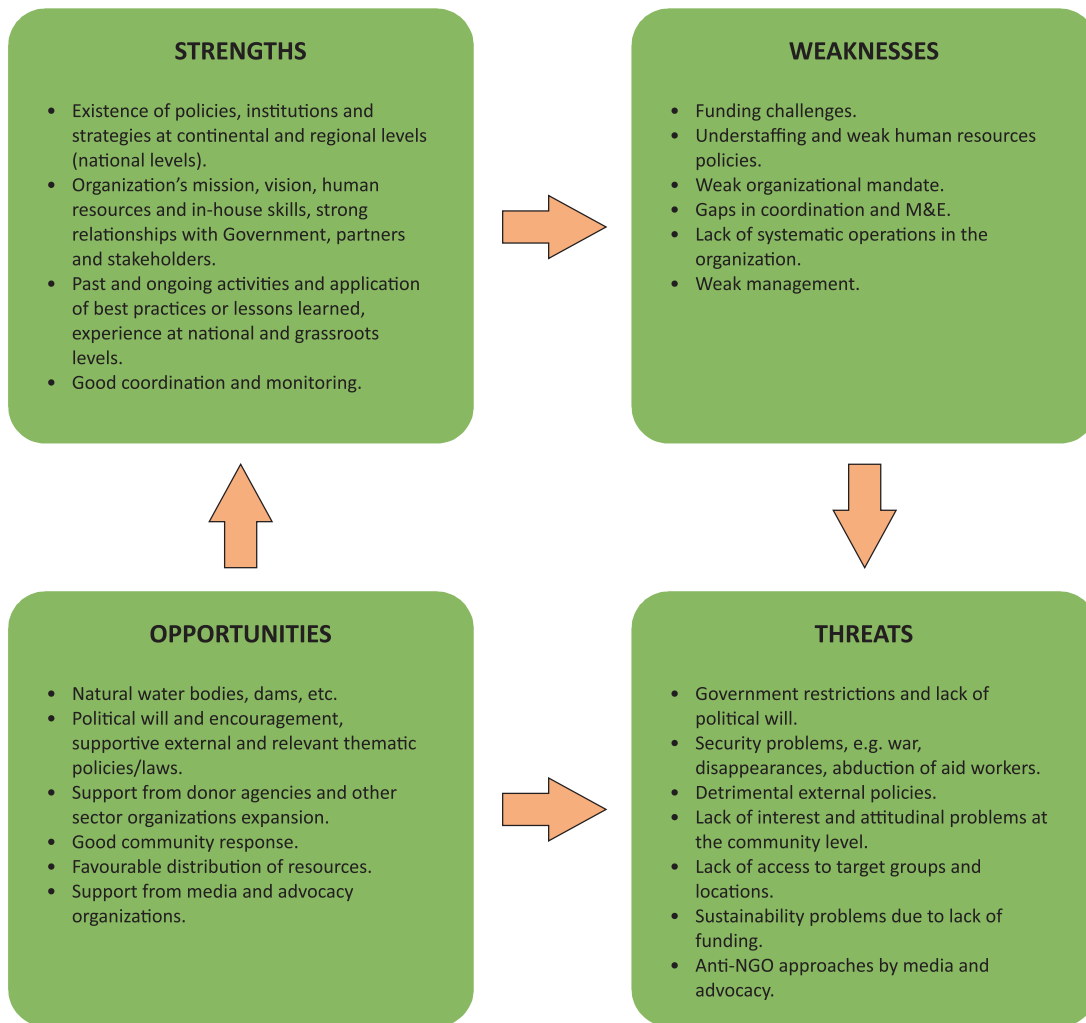 STRENGTHS
• Existence of policies, institutions and
strategies at continental and regional levels
(national levels).
• Organization’s mission, vision, human
resources and in-house skills, strong
relationships with Government, partners
and stakeholders.
• Past and ongoing activities and application
of best practices or lessons learned,
experience at national and grassroots
levels.
• Good coordination and monitoring.
WEAKNESSES
• Funding challenges.
• Understaffing and weak human resources
policies.
• Weak organizational mandate.
• Gaps in coordination and M&E.
• Lack of systematic operations in the
organization.
• Weak management.
OPPORTUNITIES
• Natural water bodies, dams, etc.
• Political will and encouragement,
supportive external and relevant thematic
policies/laws.
• Support from donor agencies and other
sector organizations expansion.
• Good community response.
• Favourable distribution of resources.
• Support from media and advocacy
organizations.
THREATS
• Government restrictions and lack of
political will.
• Security problems, e.g. war,
disappearances, abduction of aid workers.
• Detrimental external policies.
• Lack of interest and attitudinal problems at
the community level.
• Lack of access to target groups and
locations.
• Sustainability problems due to lack of
funding.
• Anti-NGO approaches by media and
advocacy.